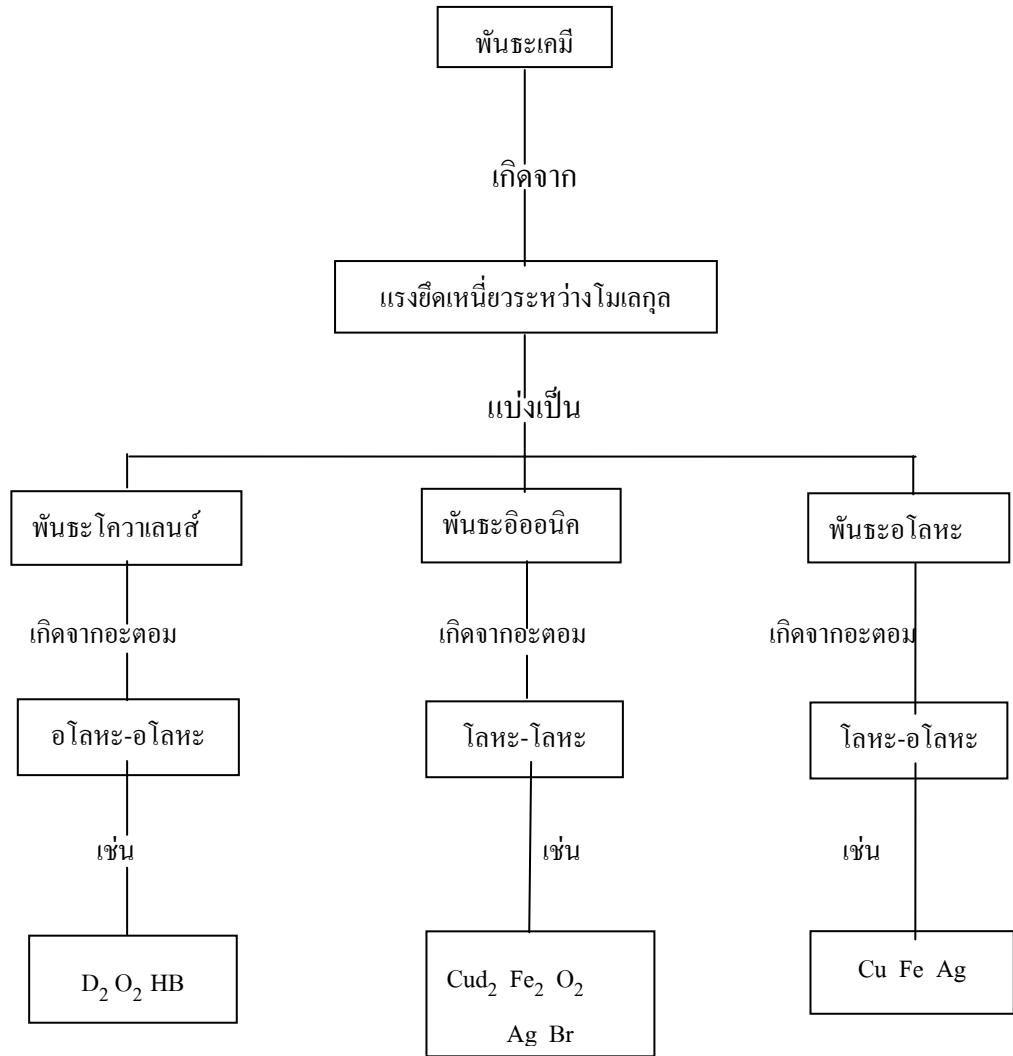 พันธะเคมี
เกิดจาก
แรงยึดเหนี่ยวระหว่างโมเลกุล
แบ่งเป็น
พันธะโควาเลนส์ พันธะอิออนิค พันธะอโลหะ
เกิดจากอะตอม เกิดจากอะตอม เกิดจากอะตอม
อโลหะ-อโลหะ โลหะ-โลหะ โลหะ-อโลหะ
เช่น เช่น เช่น
D₂ O₂ HB Cud₂ Fe₂ O₂ Cu Fe Ag
Ag Br